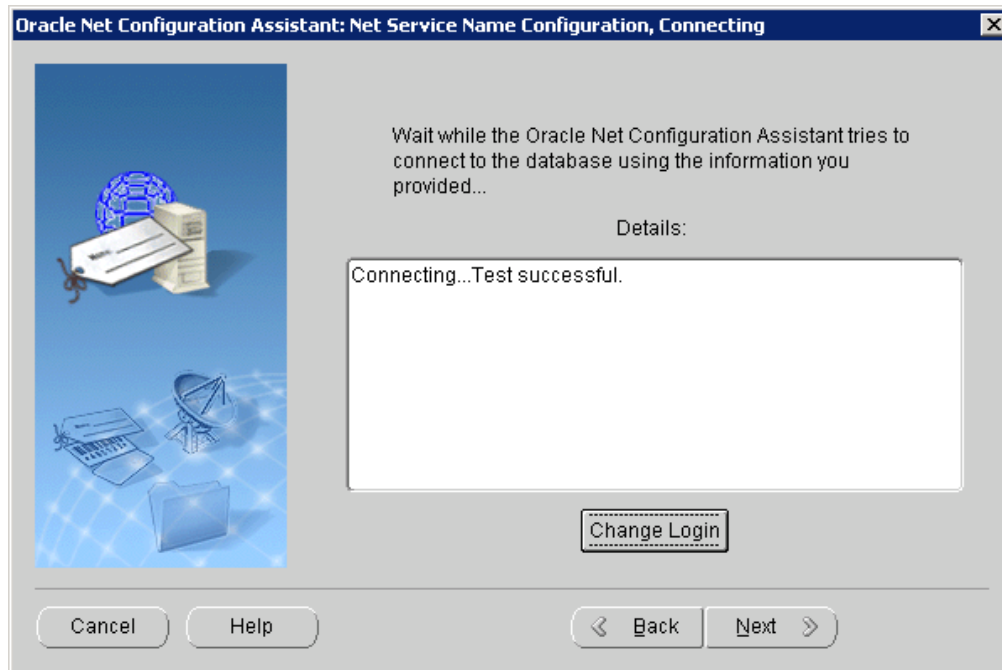 Oracle Net Configuration Assistant: Net Service Name Configuration, Connecting
Wait while the Oracle Net Configuration Assistant tries to
connect to the database using the information you
provided...
Details:
Connecting...Test successful.
Change Login
Cancel
Help
Back
Next